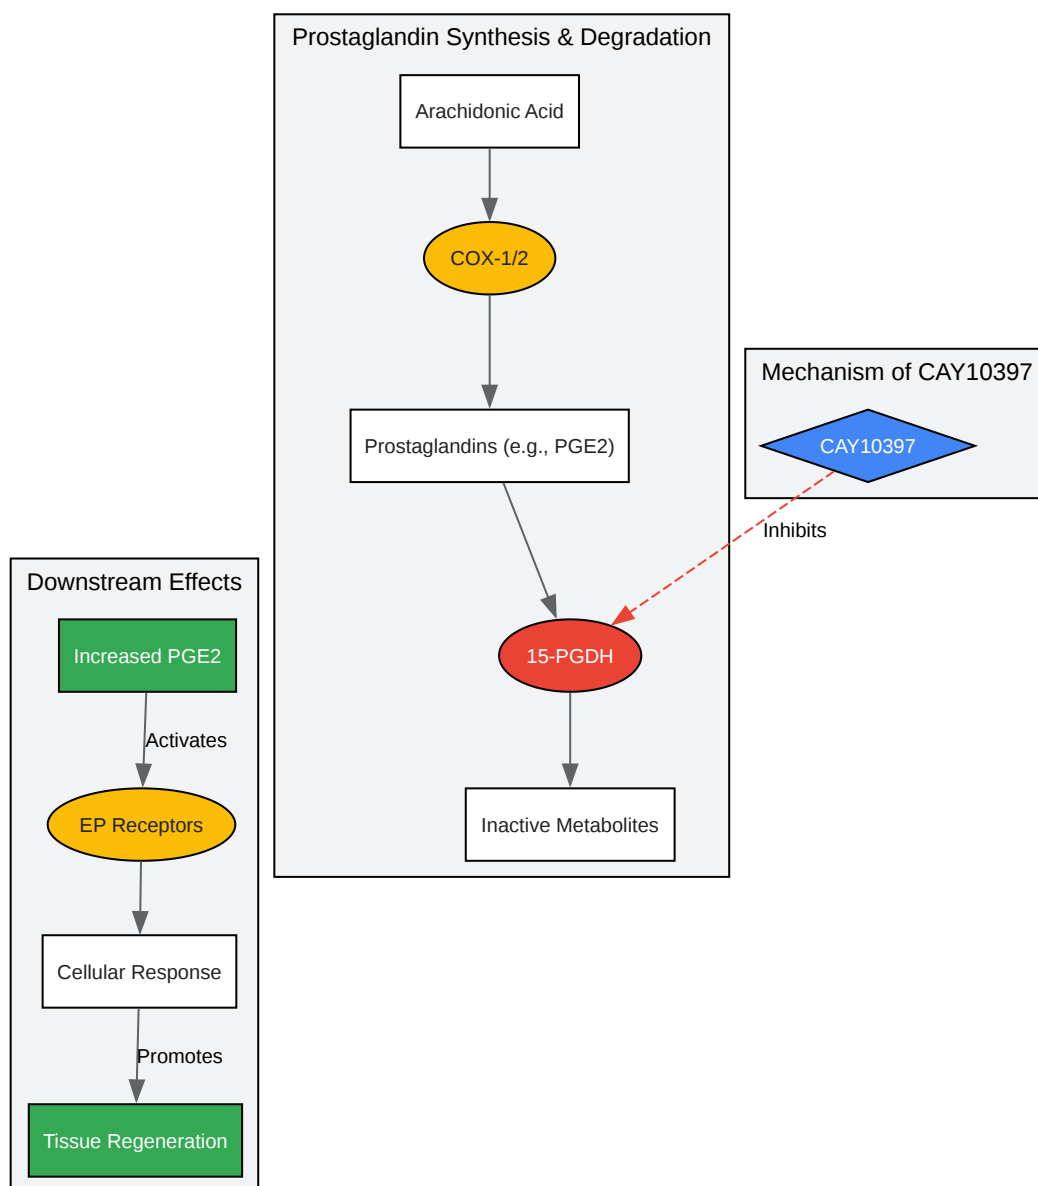 Prostaglandin Synthesis & Degradation
Arachidonic Acid
COX-1/2
Prostaglandins (e.g., PGE2)
15-PGDH
Inactive Metabolites
Mechanism of CAY10397
CAY10397
Inhibits
Downstream Effects
Increased PGE2
Activates
EP Receptors
Cellular Response
Promotes
Tissue Regeneration